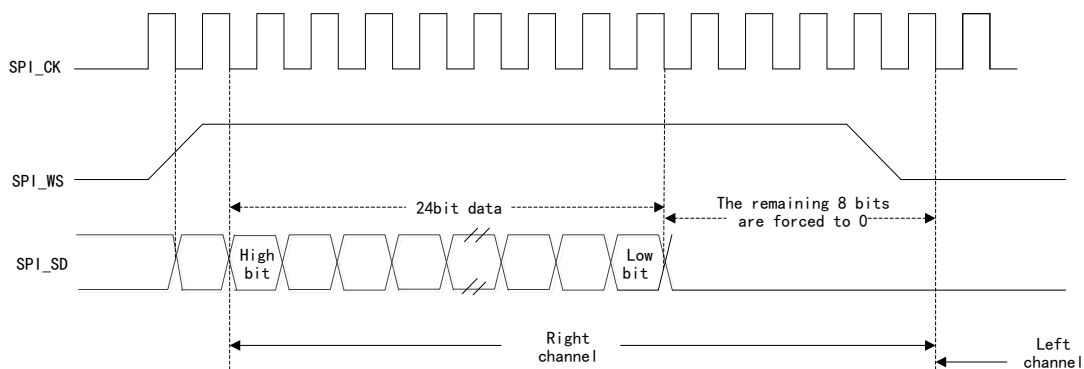 SPI_CK
SPI_WS
24bit data
The remaining 8 bits
are forced to 0
SPI_SD
High
bit
Low
bit
Right
channel
Left
channel